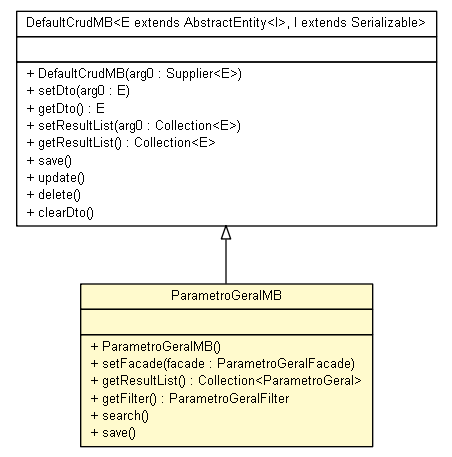 DefaultCrudMB<E extends AbstractEntity<I>, I extends Serializable>
+ DefaultCrudMB(arg0 : Supplier<E>)
+ setDto(arg0 : E)
+ getDto() : E
+ setResultList(arg0 : Collection<E>)
+ getResultList() : Collection<E>
+ save()
+ update()
+ delete()
+ clearDto()
ParametroGeralMB
+ ParametroGeralMB()
+ setFacade(facade : ParametroGeralFacade)
+ getResultList() : Collection<ParametroGeral>
+ getFilter() : ParametroGeralFilter
+ search()
+ save()